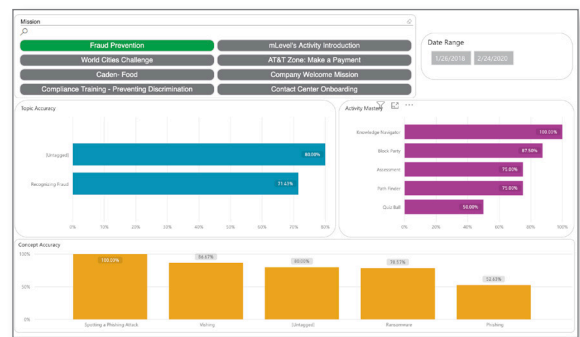 Mission
Fraud Prevention
mLevel's Activity Introduction
World Cities Challenge
AT&T Zone: Make a Payment
Caden- Food
Company Welcome Mission
Compliance Training - Preventing Discrimination
Contact Center Onboarding
Date Range
1/26/2016 2/24/2020
Topic Accuracy
(Untagged)
80.00%
Recognizing Fraud
71.43%
0% 10% 20% 30% 40% 50% 60% 70% 80%
Activity Mastery
Knowledge Navigator
100.00%
Block Party
87.50%
Assessment
75.00%
Path Finder
75.00%
Quiz Ball
50.00%
0% 20% 40% 60% 80% 100%
Concept Accuracy
100%
50%
0%
100.00%
86.67%
80.00%
Spotting a Phishing Attack
Vishing
(Untagged)
Ransomware
Phishing